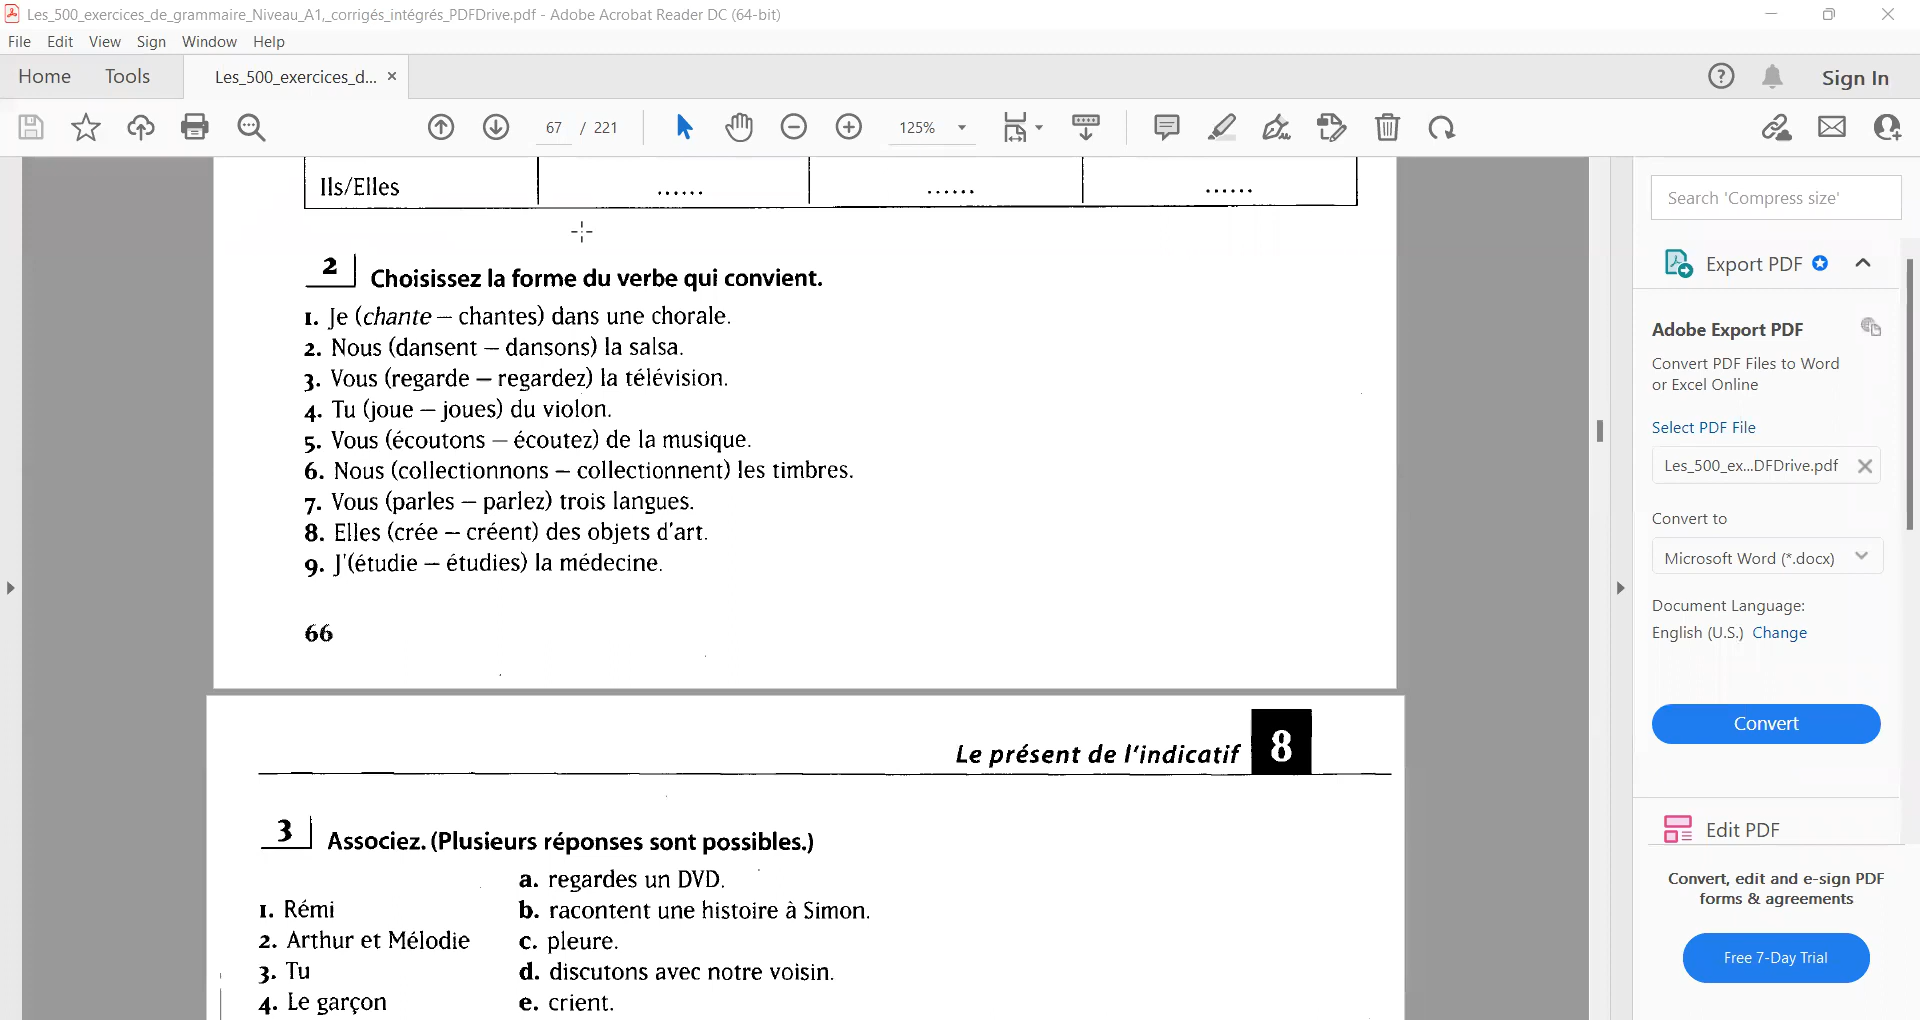 Les_500_exercices_de_grammaire_Niveau_A1,_corrigés_intégrés_PDFDrive.pdf - Adobe Acrobat Reader DC (64-bit)
File Edit View Sign Window Help
Home Tools Les_500_exercices_d... Sign In
67 / 221 125%
Ils/Elles ...... ...... ......
2 Choisissez la forme du verbe qui convient.
1. Je (chante – chantes) dans une chorale.
2. Nous (dansent – dansons) la salsa.
3. Vous (regarde – regardez) la télévision.
4. Tu (joue – joues) du violon.
5. Vous (écoutons – écoutez) de la musique.
6. Nous (collectionnons – collectionnent) les timbres.
7. Vous (parles – parlez) trois langues.
8. Elles (crée – créent) des objets d'art.
9. J'(étudie – étudies) la médecine.
66
Le présent de l'indicatif 8
3 Associez. (Plusieurs réponses sont possibles.)
a. regardes un DVD.
1. Rémi b. racontent une histoire à Simon.
2. Arthur et Mélodie c. pleure.
3. Tu d. discutons avec notre voisin.
4. Le garçon e. crient.
Search 'Compress size'
Export PDF
Adobe Export PDF
Convert PDF Files to Word
or Excel Online
Select PDF File
Les_500_ex...DFDrive.pdf
Convert to
Microsoft Word (*.docx)
Document Language:
English (U.S.) Change
Convert
Edit PDF
Convert, edit and e-sign PDF
forms & agreements
Free 7-Day Trial